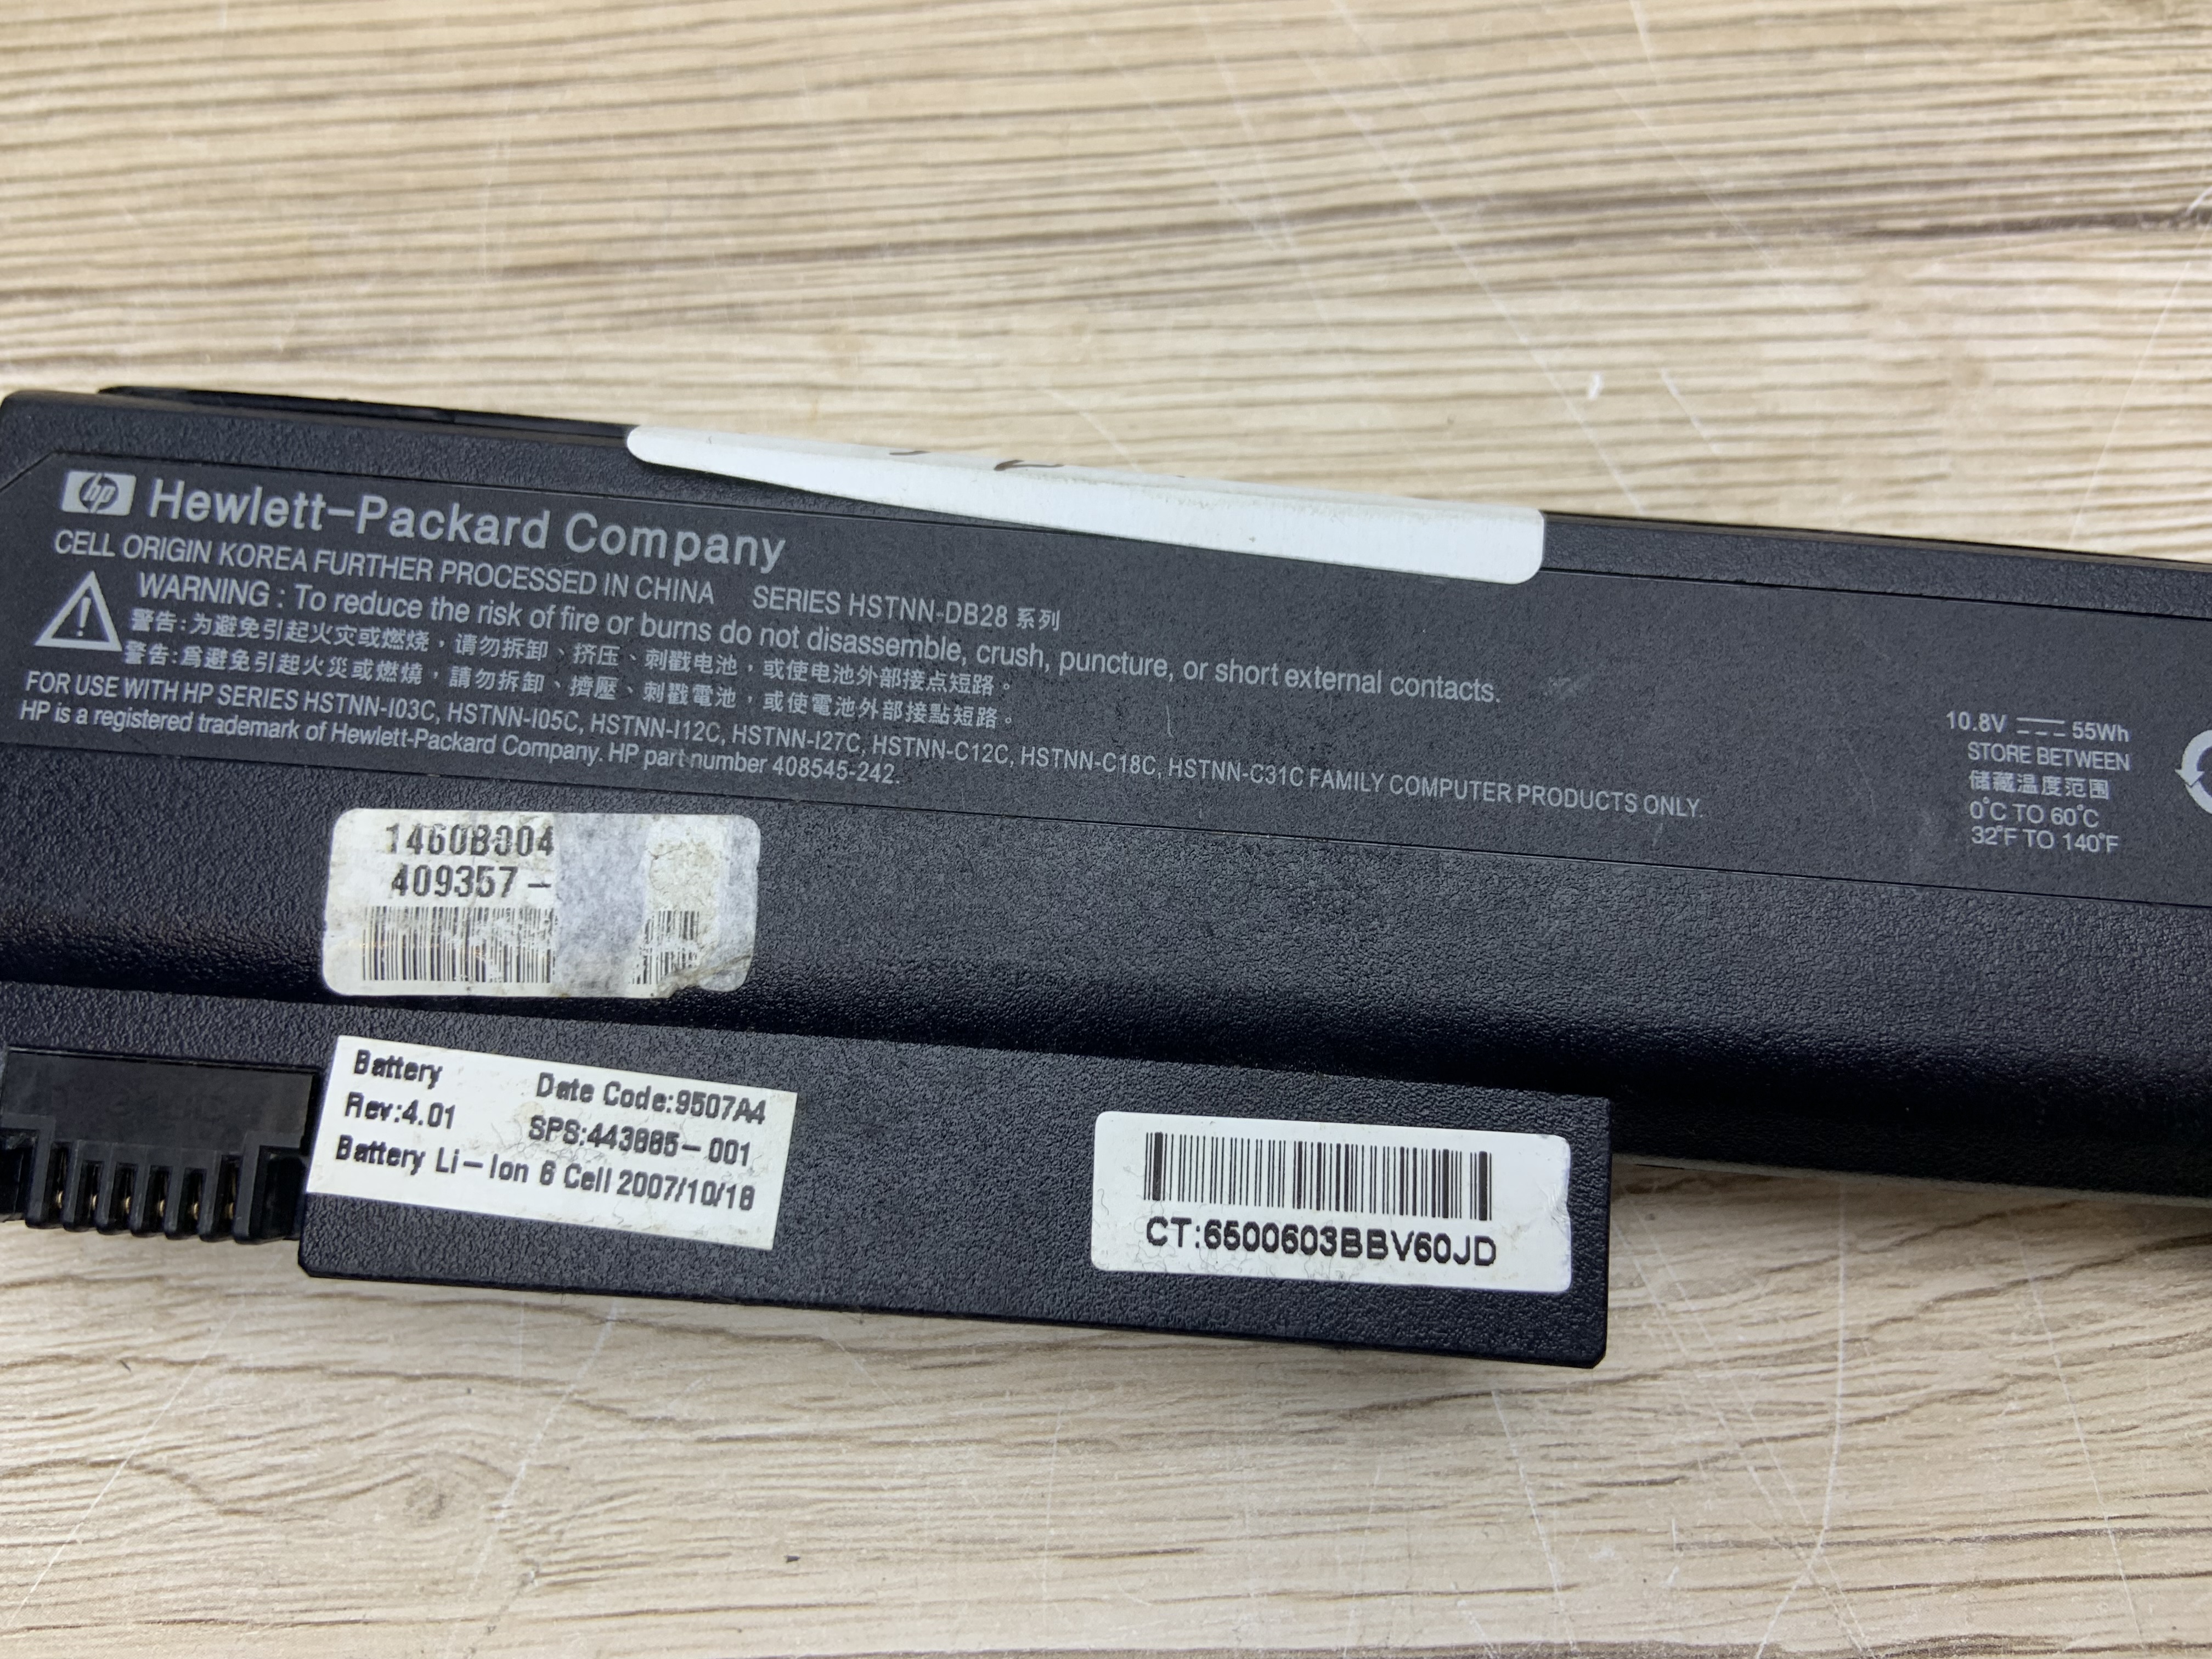 hp Hewlett-Packard Company
CELL ORIGIN KOREA FURTHER PROCESSED IN CHINA SERIES HSTNN-DB28 系列
WARNING : To reduce the risk of fire or burns do not disassemble, crush, puncture, or short external contacts.
警告:为避免引起火灾或燃烧，请勿拆卸、挤压、刺戳电池，或使电池外部接点短路。
警告:爲避免引起火災或燃燒，請勿拆卸、擠壓、刺戳電池，或使電池外部接點短路。
FOR USE WITH HP SERIES HSTNN-I03C, HSTNN-I05C, HSTNN-I12C, HSTNN-I27C, HSTNN-C12C, HSTNN-C18C, HSTNN-C31C FAMILY COMPUTER PRODUCTS ONLY.
HP is a registered trademark of Hewlett-Packard Company. HP part number 408545-242.
10.8V 55Wh
STORE BETWEEN
储藏温度范围
0°C TO 60°C
32°F TO 140°F
1460B004
409357-
Battery Date Code:9507A4
Rev:4.01 SPS:443885-001
Battery Li-Ion 6 Cell 2007/10/18
CT:6500603BBV60JD